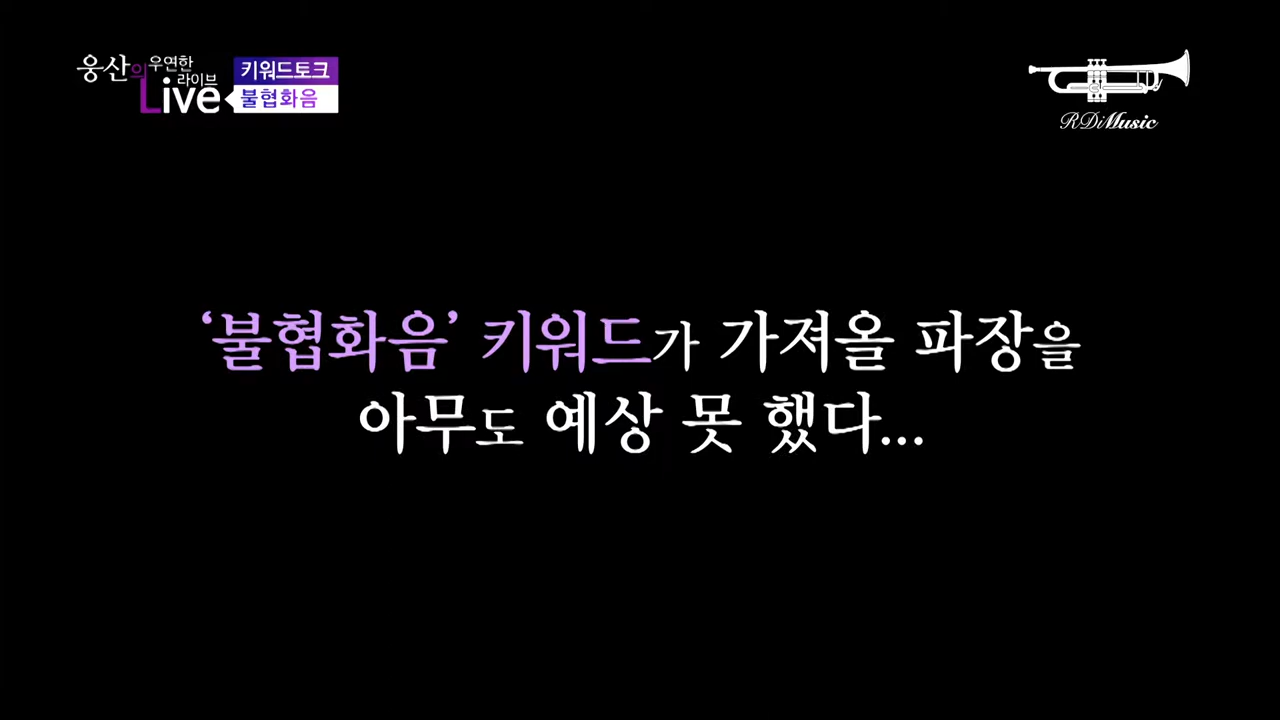 웅산의 우연한 라이브 Live
키워드토크
불협화음
RDiMusic
‘불협화음’ 키워드가 가져올 파장을
아무도 예상 못 했다...